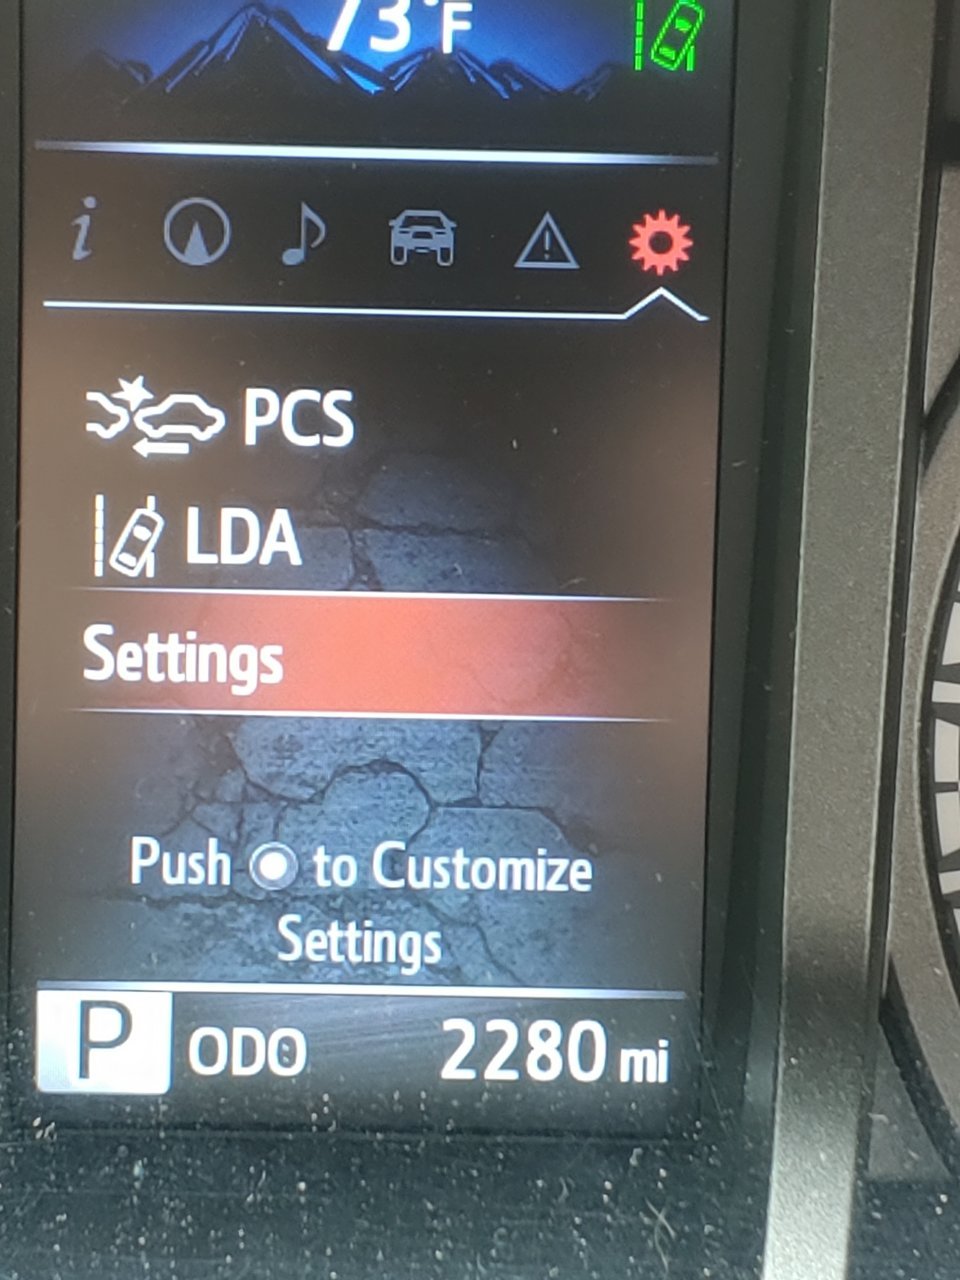 73°F
i
PCS
LDA
Settings
Push to Customize
Settings
P ODO 2280 mi